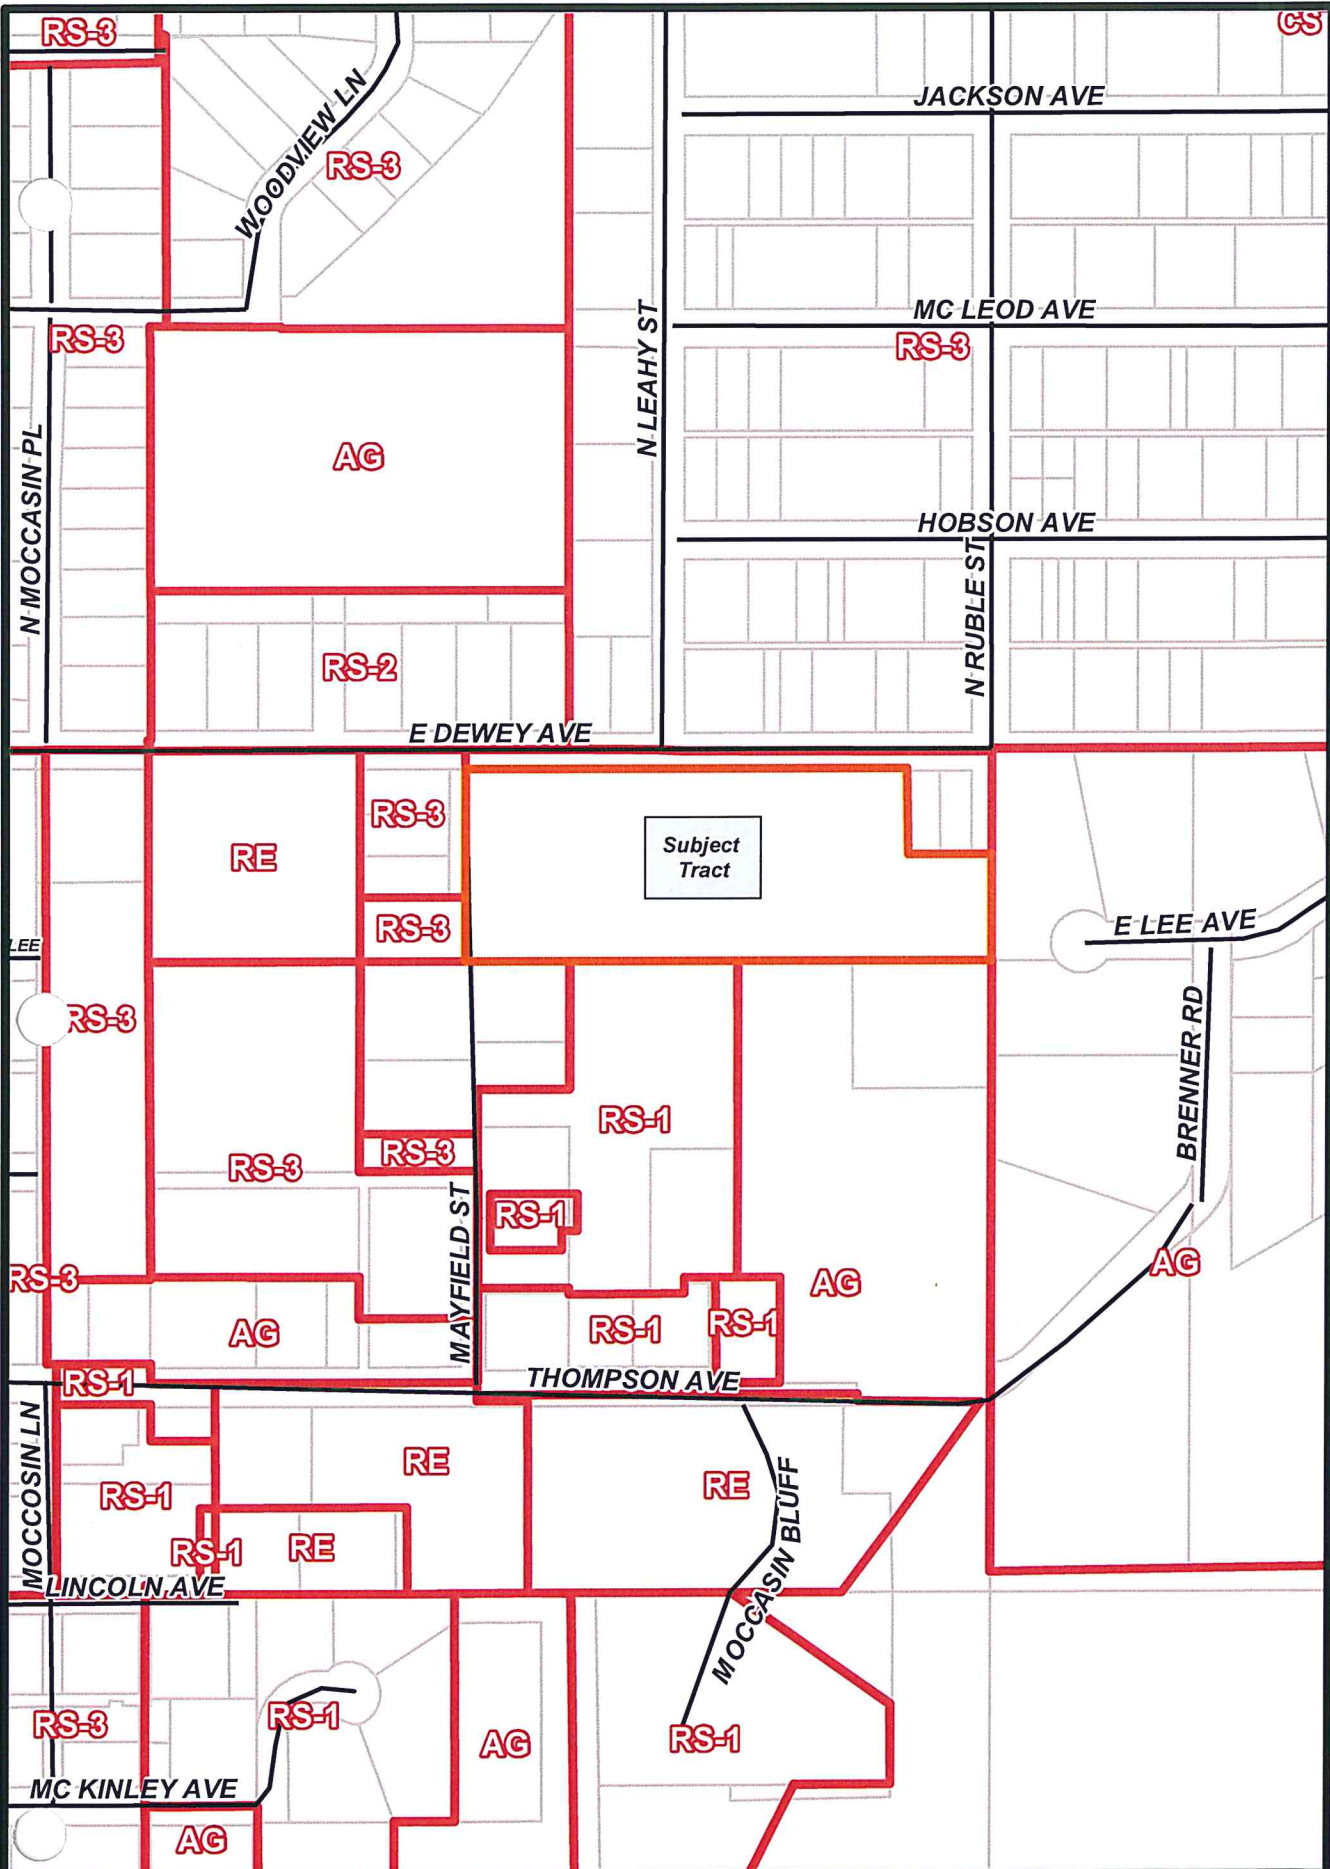 RS-3
CS
JACKSON AVE
WOODVIEW LN
RS-3
MC LEOD AVE
RS-3
RS-3
N LEAHY ST
AG
N MOCCASIN PL
HOBSON AVE
N RUBLE ST
RS-2
E DEWEY AVE
RS-3
Subject
Tract
RE
RS-3
E LEE AVE
LEE
RS-3
BRENNER RD
RS-1
RS-3
RS-3
MAYFIELD ST
RS-1
AG
RS-3
AG
AG
RS-1
RS-1
RS-1
THOMPSON AVE
MOCCOSIN LN
RE
RE
MOCCASIN BLUFF
RS-1
RS-1
RE
LINCOLN AVE
RS-1
RS-3
AG
RS-1
MC KINLEY AVE
AG